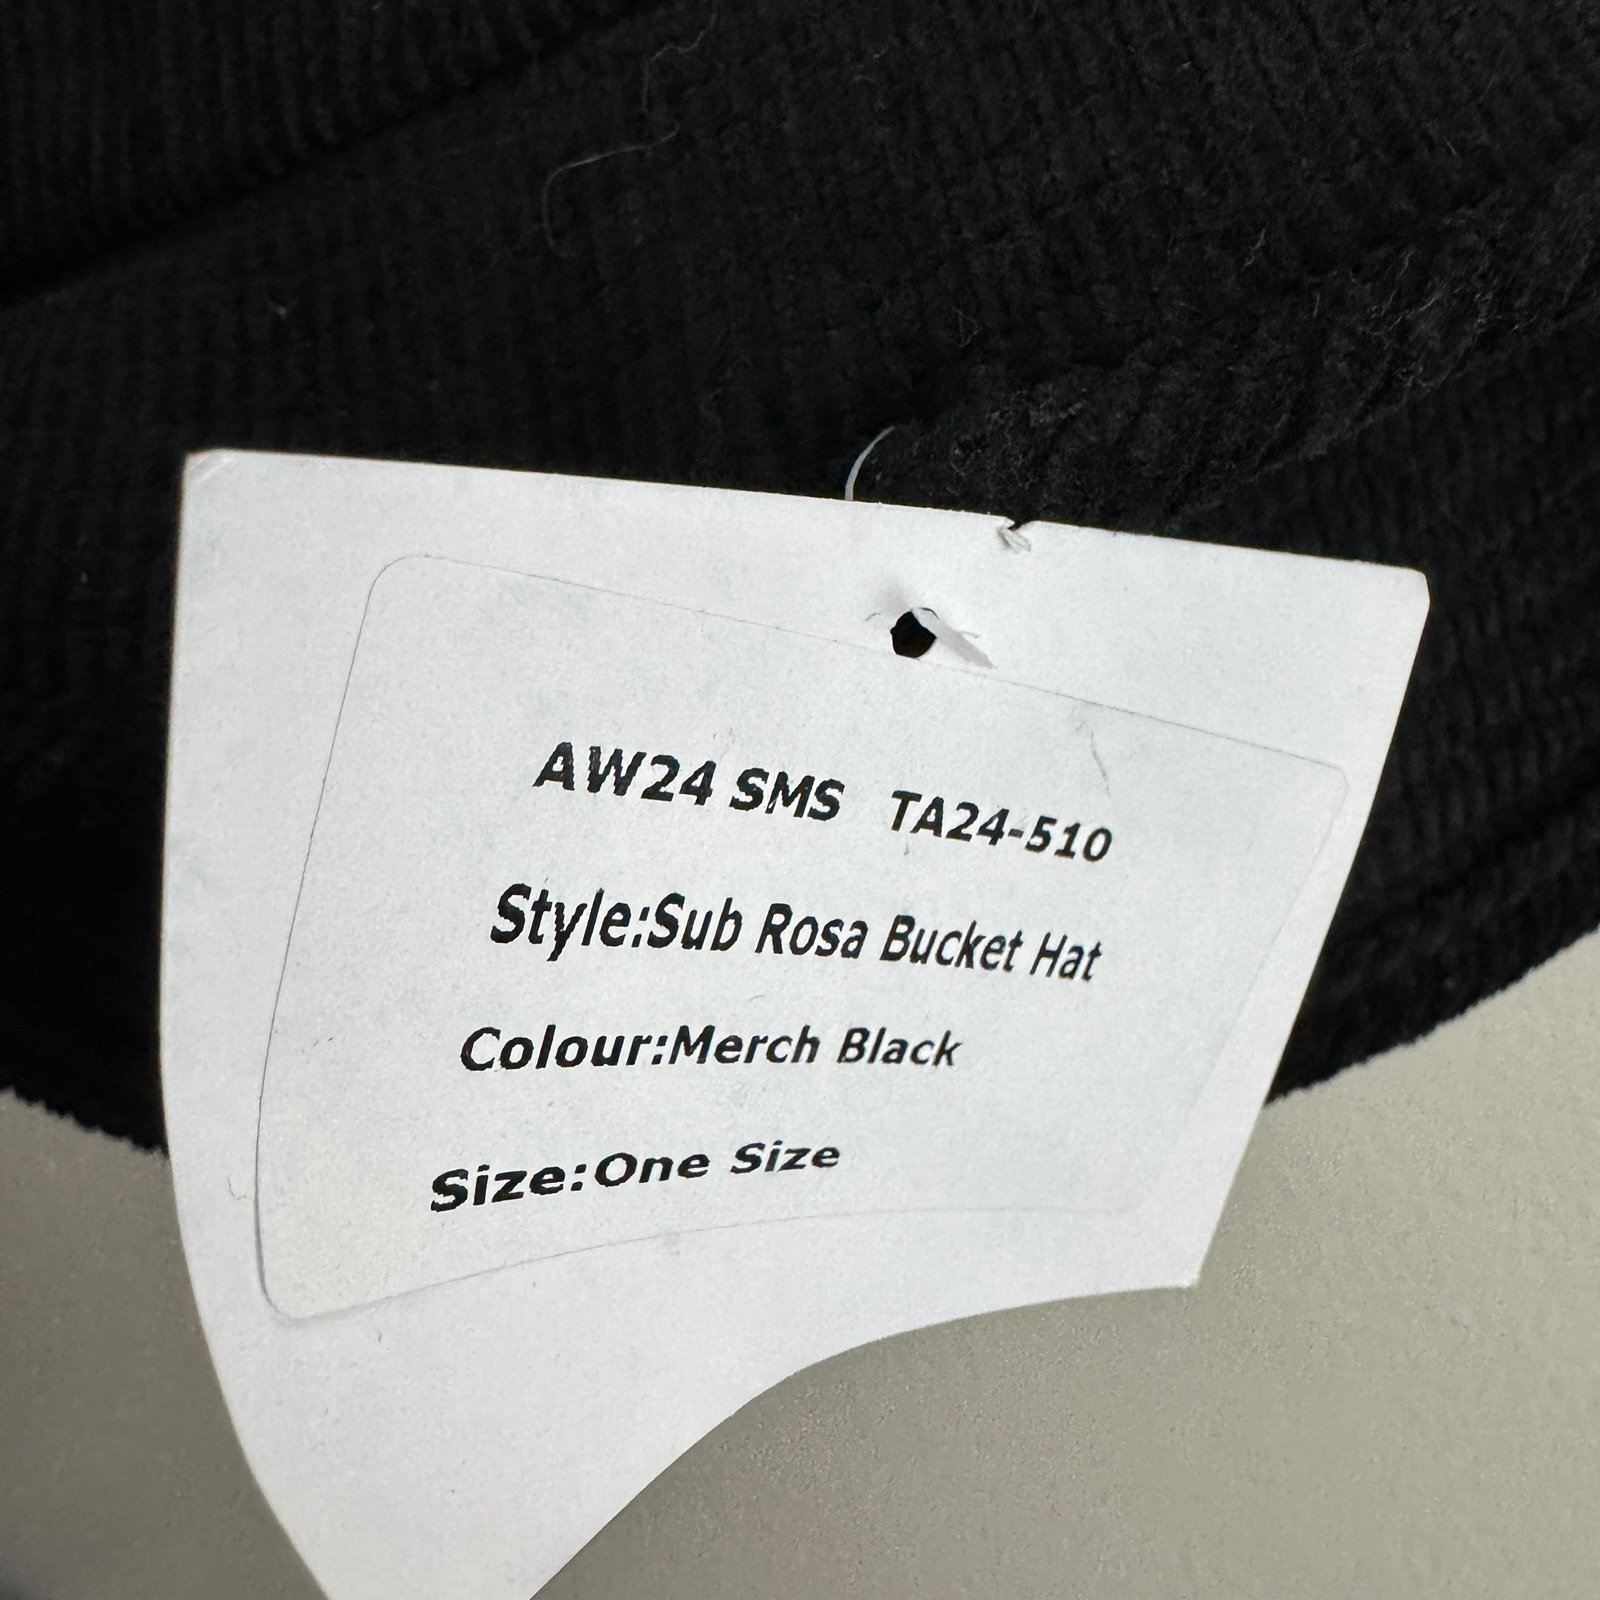 AW24 SMS TA24-510
Style:Sub Rosa Bucket Hat
Colour:Merch Black
Size:One Size